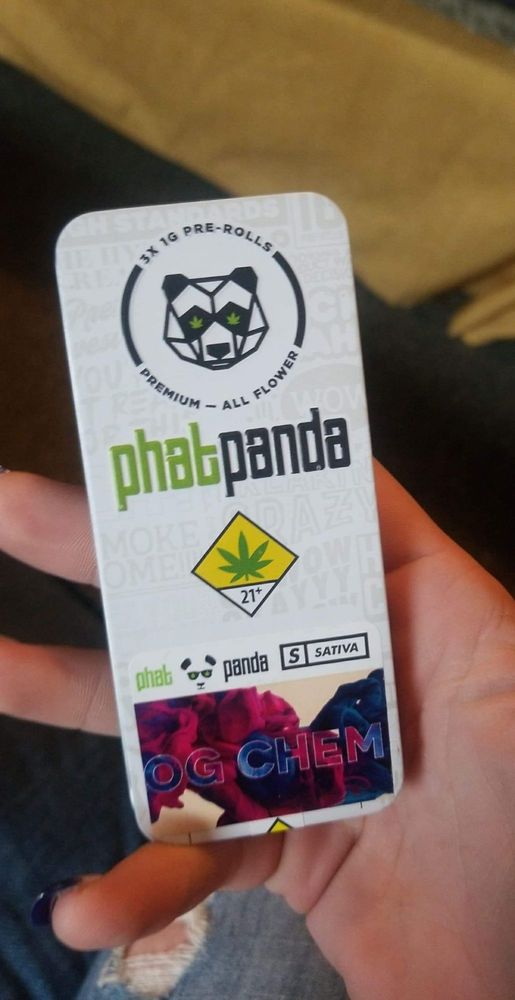 3X 1G PRE-ROLLS
PREMIUM — ALL FLOWER
phatpanda
21+
phat panda
S SATIVA
OG CHEM